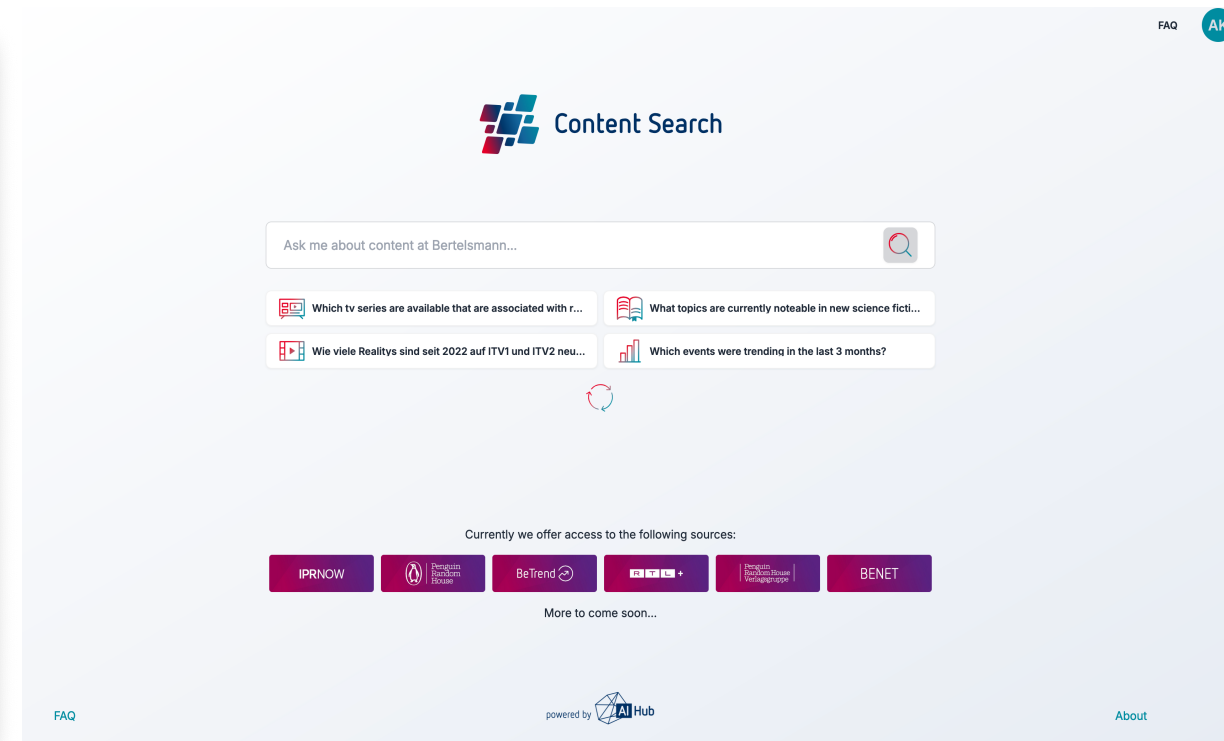 FAQ
AK
Content Search
Ask me about content at Bertelsmann...
Which tv series are available that are associated with r...
What topics are currently noteable in new science ficti...
Wie viele Realitys sind seit 2022 auf ITV1 und ITV2 neu...
Which events were trending in the last 3 months?
Currently we offer access to the following sources:
IPRNOW
Penguin
Random
House
BeTrend
RTL+
Penguin
Random House
Verlagsgruppe
BENET
More to come soon...
FAQ
powered by AI Hub
About